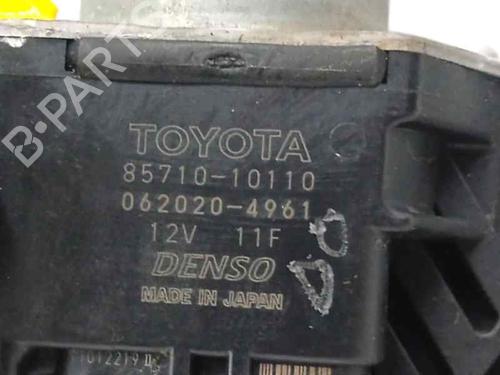 TOYOTA
85710-10110
062020-4961
12V 11F
DENSO
MADE IN JAPAN
B-Parts